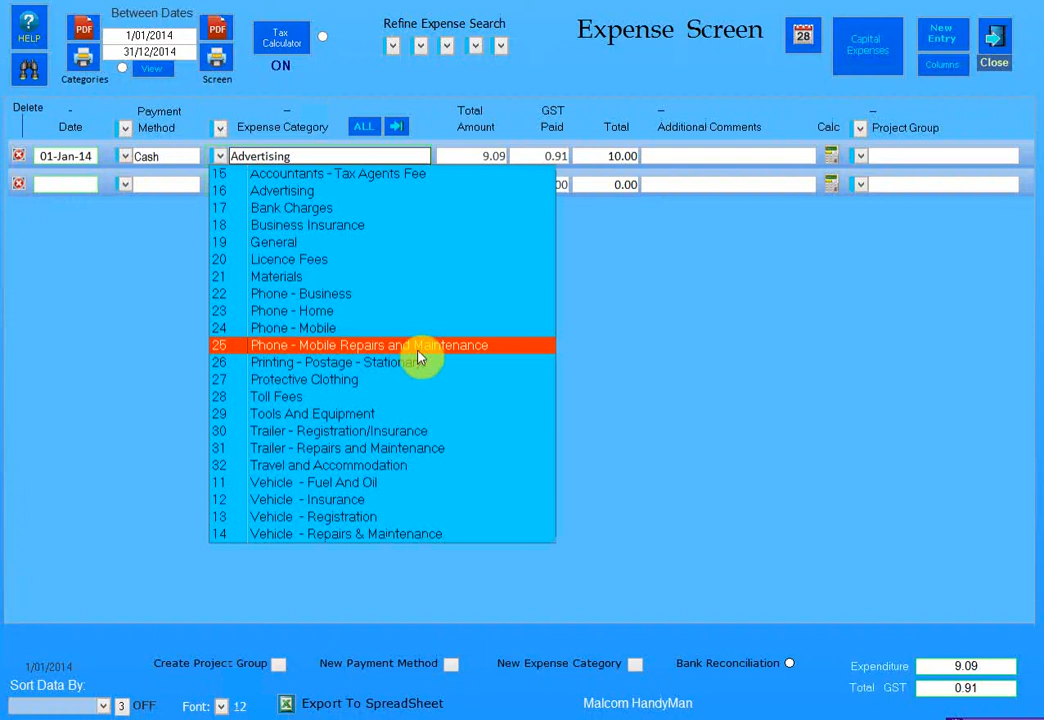 HELP
PDF
Categories
Between Dates
1/01/2014
31/12/2014
View
PDF
Screen
Tax
Calculator
ON
Refine Expense Search
Expense Screen
28
Capital
Expenses
New
Entry
Columns
Close
Delete
-
Date
Payment
Method
–
Expense Category
ALL
Total
Amount
GST
Paid
Total
–
Additional Comments
Calc
–
Project Group
01-Jan-14 Cash Advertising 9.09 0.91 10.00
00 0.00
15 Accountants - Tax Agents Fee
16 Advertising
17 Bank Charges
18 Business Insurance
19 General
20 Licence Fees
21 Materials
22 Phone - Business
23 Phone - Home
24 Phone - Mobile
25 Phone - Mobile Repairs and Maintenance
26 Printing - Postage - Stationary
27 Protective Clothing
28 Toll Fees
29 Tools And Equipment
30 Trailer - Registration/Insurance
31 Trailer - Repairs and Maintenance
32 Travel and Accommodation
11 Vehicle - Fuel And Oil
12 Vehicle - Insurance
13 Vehicle - Registration
14 Vehicle - Repairs & Maintenance
1/01/2014
Create Project Group
New Payment Method
New Expense Category
Bank Reconciliation
Expenditure 9.09
Total GST 0.91
Sort Data By:
3 OFF
Font: 12
Export To SpreadSheet
Malcom HandyMan